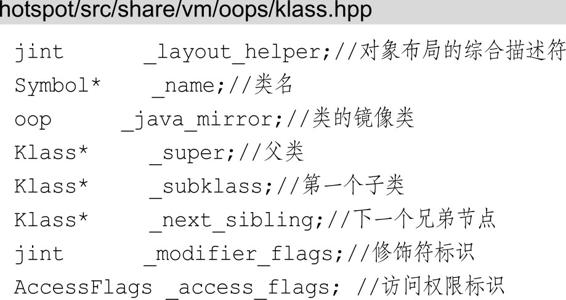 hotspot/src/share/vm/oops/klass.hpp
jint _layout_helper;//对象布局的综合描述符
Symbol* _name;//类名
oop _java_mirror;//类的镜像类
Klass* _super;//父类
Klass* _subklass;//第一个子类
Klass* _next_sibling;//下一个兄弟节点
jint _modifier_flags;//修饰符标识
AccessFlags _access_flags; //访问权限标识